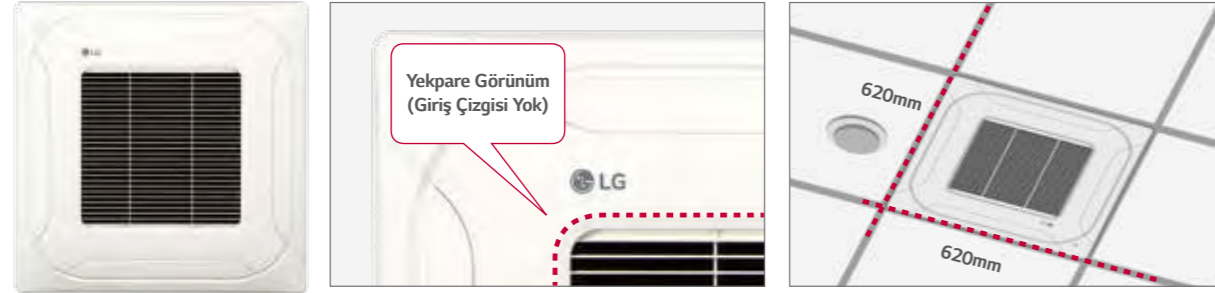 LG
Yekpare Görünüm
(Giriş Çizgisi Yok)
LG
620mm
620mm